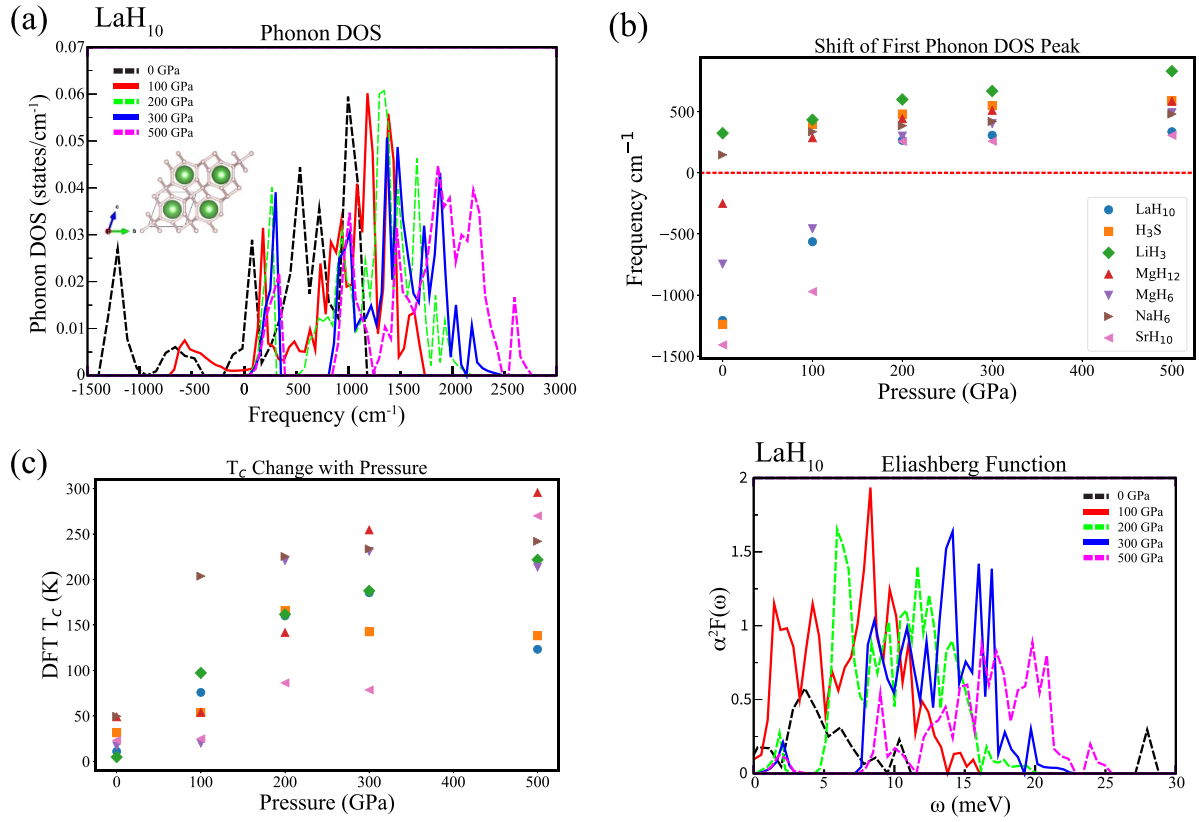 (a)
LaH10
Phonon DOS
0.07
0.06
0.05
0.04
0.03
0.02
0.01
0
Phonon DOS (states/cm-1)
0 GPa
100 GPa
200 GPa
300 GPa
500 GPa
-1500 -1000 -500 0 500 1000 1500 2000 2500 3000
Frequency (cm-1)
(b)
Shift of First Phonon DOS Peak
500
0
−500
−1000
−1500
Frequency cm−1
LaH10
H3S
LiH3
MgH12
MgH6
NaH6
SrH10
0 100 200 300 400 500
Pressure (GPa)
(c)
Tc Change with Pressure
300
250
200
150
100
50
0
DFT Tc (K)
0 100 200 300 400 500
Pressure (GPa)
LaH10
Eliashberg Function
2
1.5
1
0.5
0
α2F(ω)
0 GPa
100 GPa
200 GPa
300 GPa
500 GPa
0 5 10 15 20 25 30
ω (meV)